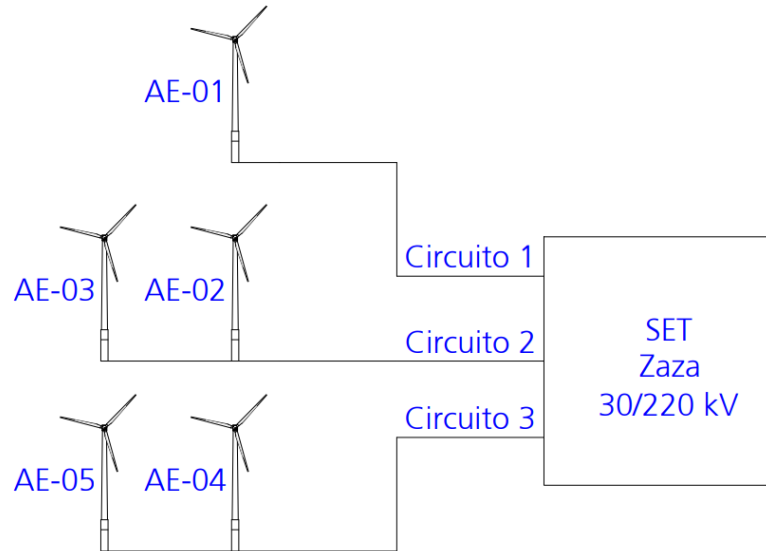 AE-01
Circuito 1
AE-03
AE-02
Circuito 2
SET
Zaza
30/220 kV
Circuito 3
AE-05
AE-04